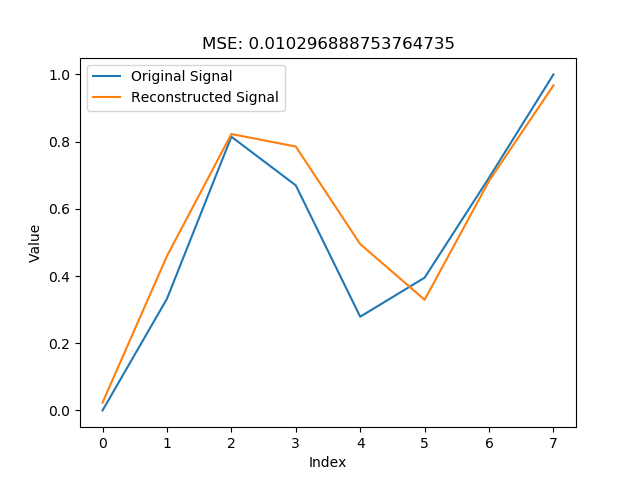 MSE: 0.010296888753764735
Original Signal
Reconstructed Signal
1.0
0.8
0.6
0.4
0.2
0.0
Value
0 1 2 3 4 5 6 7
Index